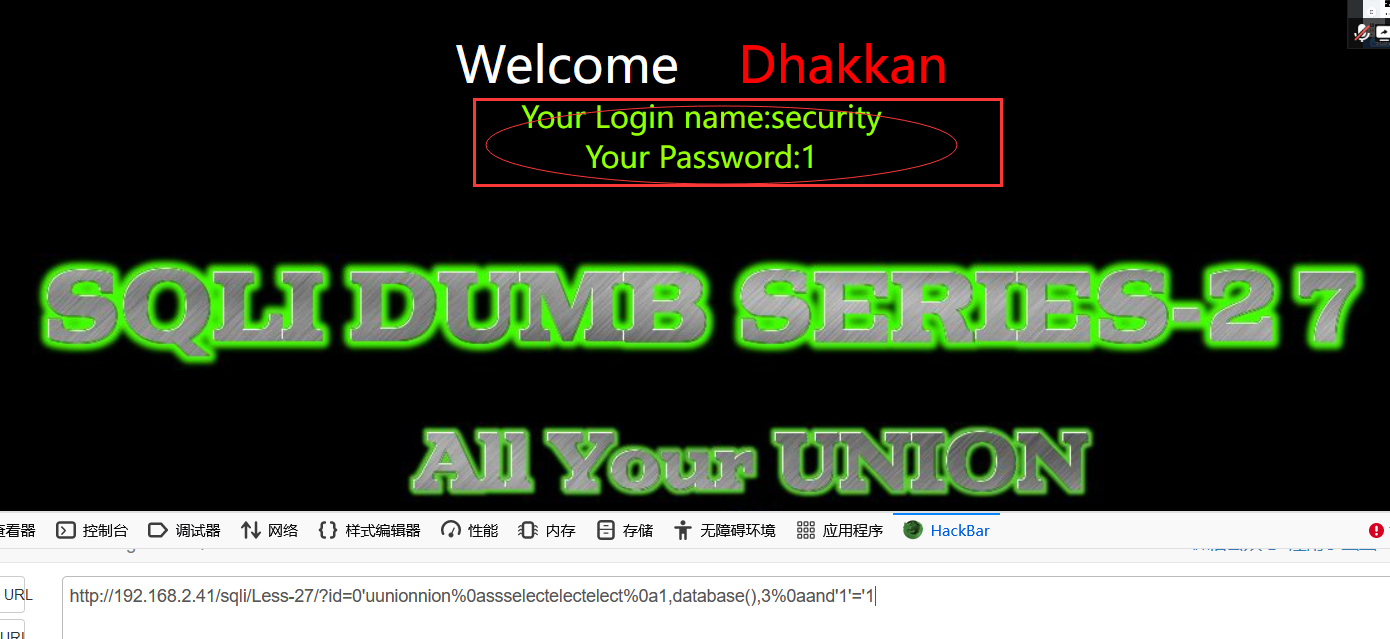 Welcome Dhakkan
Your Login name:security
Your Password:1
SQLI DUMB SERIES-27
All Your UNION
查看器 控制台 调试器 网络 样式编辑器 性能 内存 存储 无障碍环境 应用程序 HackBar
URL
http://192.168.2.41/sqli/Less-27/?id=0'uunionnion%0assselectelectelect%0a1,database(),3%0aand'1'='1
URL